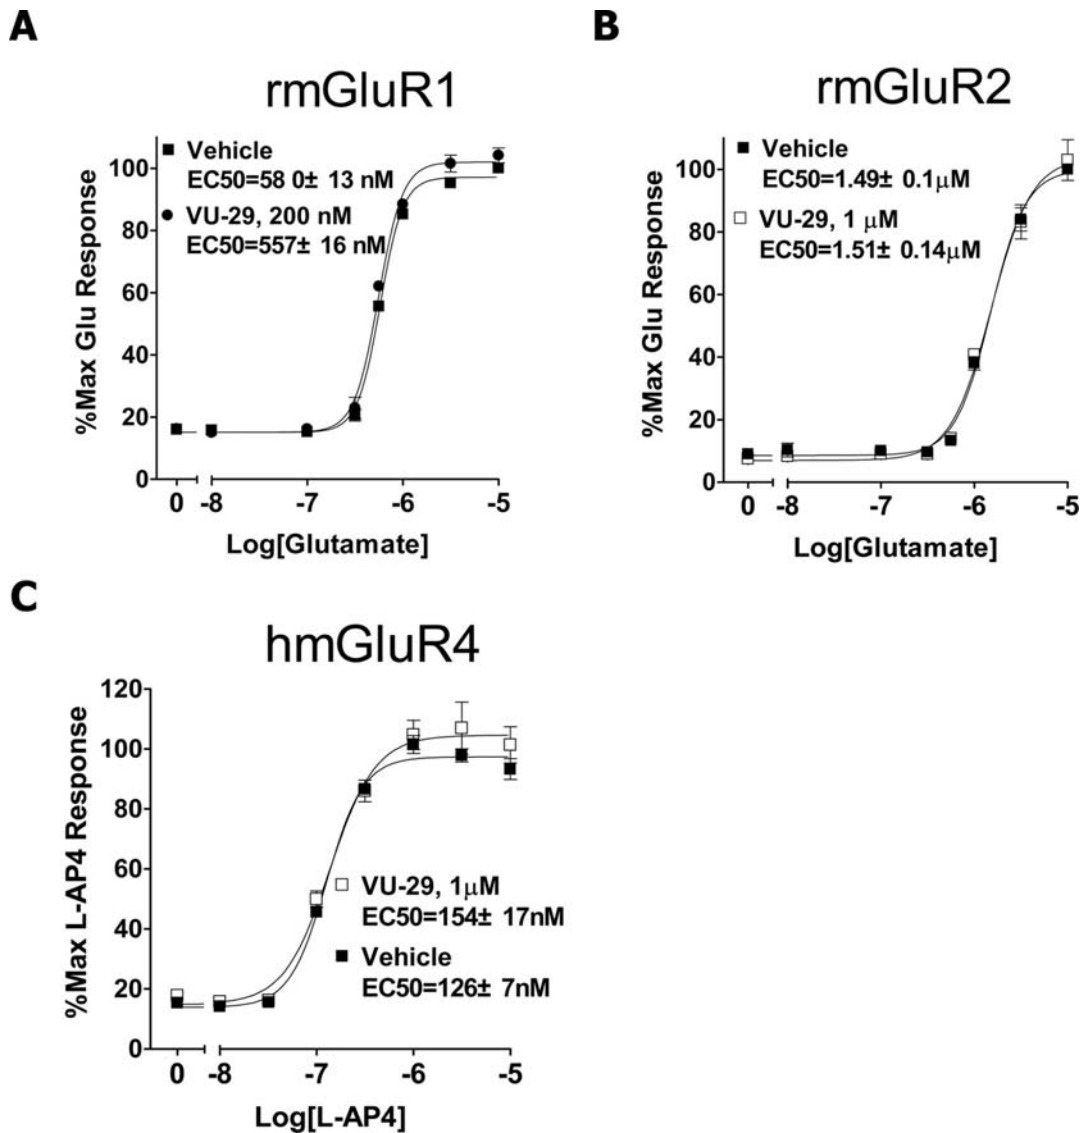 A
rmGluR1
Vehicle
EC50=58 0± 13 nM
VU-29, 200 nM
EC50=557± 16 nM
%Max Glu Response
100
80
60
40
20
0
0 -8 -7 -6 -5
Log[Glutamate]
B
rmGluR2
Vehicle
EC50=1.49± 0.1μM
VU-29, 1 μM
EC50=1.51± 0.14μM
%Max Glu Response
100
80
60
40
20
0
0 -8 -7 -6 -5
Log[Glutamate]
C
hmGluR4
%Max L-AP4 Response
120
100
80
60
40
20
0
VU-29, 1μM
EC50=154± 17nM
Vehicle
EC50=126± 7nM
0 -8 -7 -6 -5
Log[L-AP4]